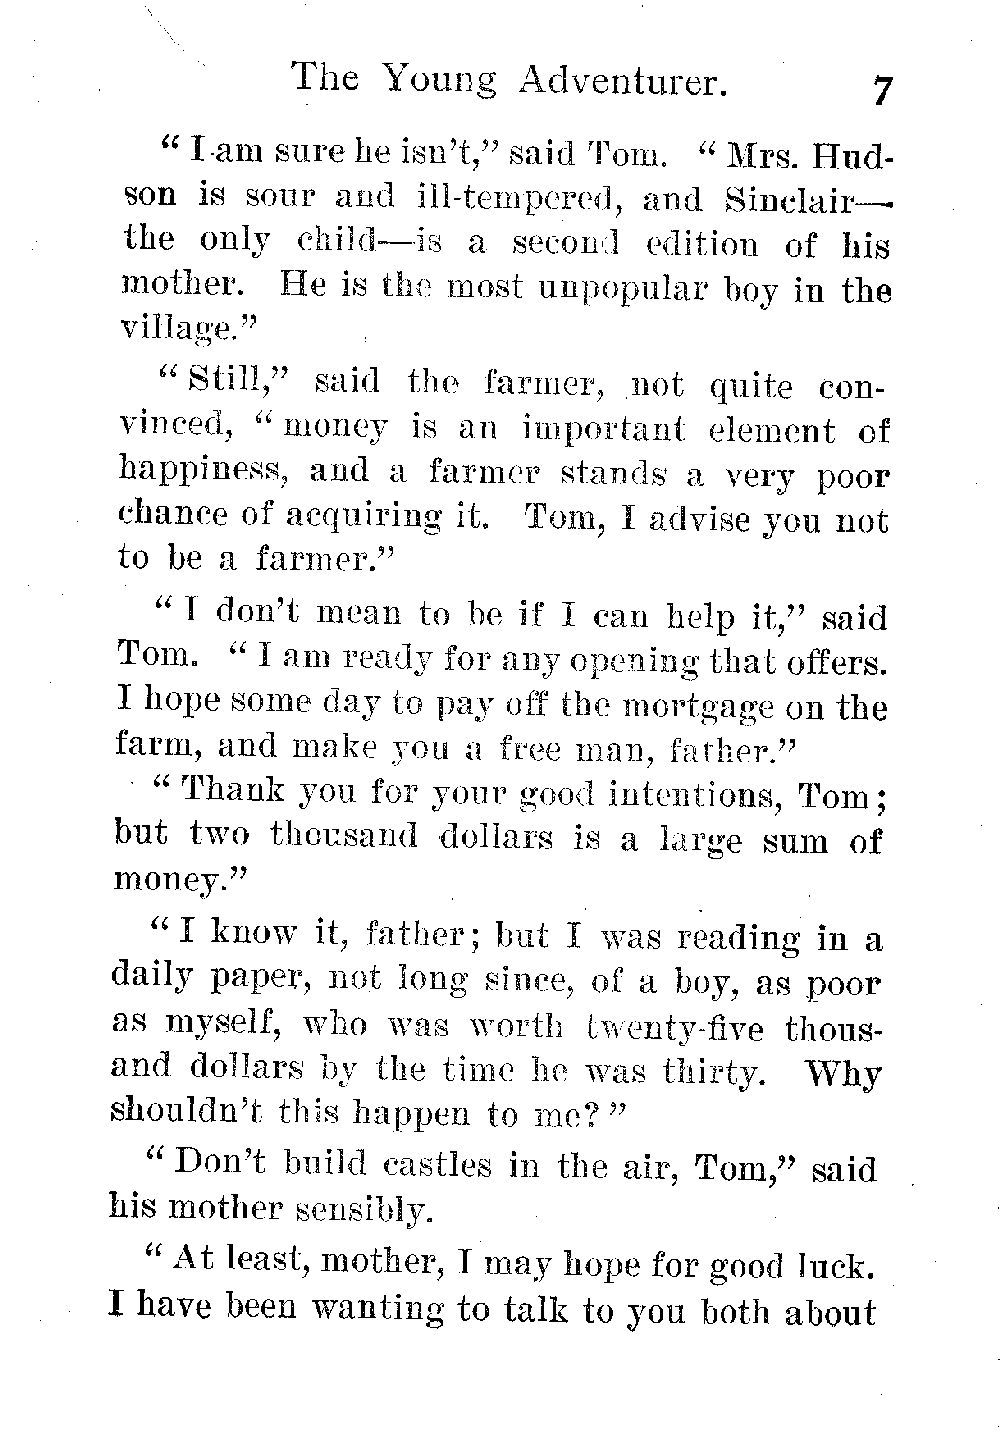 The Young Adventurer. 7
“ I am sure he isn’t,” said Tom. “ Mrs. Hud-
son is sour and ill-tempered, and Sinclair—
the only child—is a second edition of his
mother. He is the most unpopular boy in the
village.”
“ Still,” said the farmer, not quite con-
vinced, “ money is an important element of
happiness, and a farmer stands a very poor
chance of acquiring it. Tom, I advise you not
to be a farmer.”
“ I don’t mean to be if I can help it,” said
Tom. “ I am ready for any opening that offers.
I hope some day to pay off the mortgage on the
farm, and make you a free man, father.”
“ Thank you for your good intentions, Tom ;
but two thousand dollars is a large sum of
money.”
“ I know it, father; but I was reading in a
daily paper, not long since, of a boy, as poor
as myself, who was worth twenty-five thous-
and dollars by the time he was thirty. Why
shouldn’t this happen to me? ”
“ Don’t build castles in the air, Tom,” said
his mother sensibly.
“ At least, mother, I may hope for good luck.
I have been wanting to talk to you both about